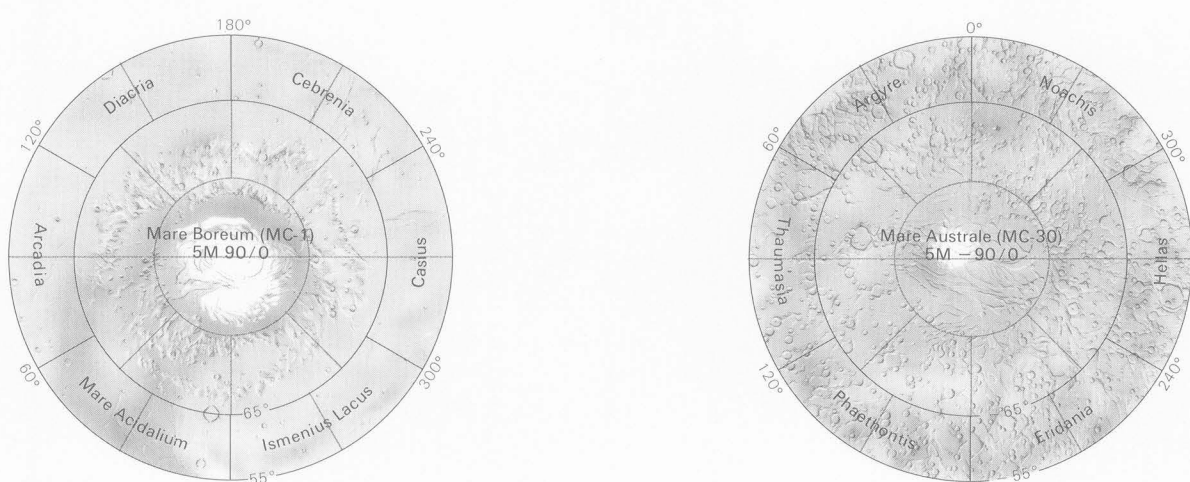 180°
Diacria
Cebrenia
120°
240°
Arcadia
Mare Boreum (MC-1)
5M 90/0
Casius
60°
300°
Mare Acidalium
65°
Ismenius Lacus
55°
0°
Argyre
Noachis
60°
300°
Thaumasia
Mare Australe (MC-30)
5M –90/0
Hellas
120°
240°
Phaethontis
65°
Eridania
55°